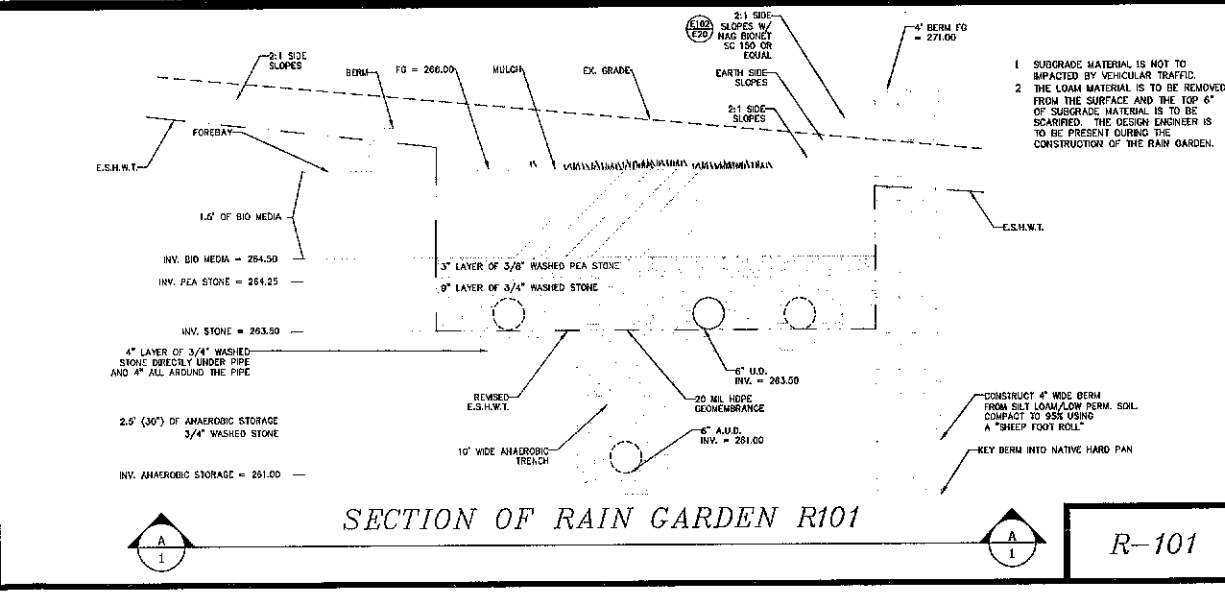 2:1 SIDE
SLOPES
BERM
FG = 266.00
MULCH
EX. GRADE
E102
E20
2:1 SIDE
SLOPES W/
NAG BIONET
SC 150 OR
EQUAL
EARTH SIDE
SLOPES
2:1 SIDE
SLOPES
4' BERM FG
= 271.00
1 SUBGRADE MATERIAL IS NOT TO
IMPACTED BY VEHICULAR TRAFFIC.
2 THE LOAM MATERIAL IS TO BE REMOVED
FROM THE SURFACE AND THE TOP 6"
OF SUBGRADE MATERIAL IS TO BE
SCARIFIED. THE DESIGN ENGINEER IS
TO BE PRESENT DURING THE
CONSTRUCTION OF THE RAIN GARDEN.
FOREBAY
E.S.H.W.T.
1.5' OF BIO MEDIA
INV. BIO MEDIA = 264.50
INV. PEA STONE = 264.25
INV. STONE = 263.50
3" LAYER OF 3/8" WASHED PEA STONE
9" LAYER OF 3/4" WASHED STONE
E.S.H.W.T.
4" LAYER OF 3/4" WASHED
STONE DIRECTLY UNDER PIPE
AND 4" ALL AROUND THE PIPE
REVISED
E.S.H.W.T.
20 MIL HDPE
GEOMEMBRANCE
6" U.D.
INV. = 263.50
2.5' (30") OF ANAEROBIC STORAGE
3/4" WASHED STONE
10' WIDE ANAEROBIC
TRENCH
6" A.U.D.
INV. = 261.00
INV. ANAEROBIC STORAGE = 261.00
CONSTRUCT 4' WIDE BERM
FROM SILT LOAM/LOW PERM. SOIL
COMPACT TO 95% USING
A "SHEEP FOOT ROLL"
KEY BERM INTO NATIVE HARD PAN
A
1
SECTION OF RAIN GARDEN R101
A
1
R-101